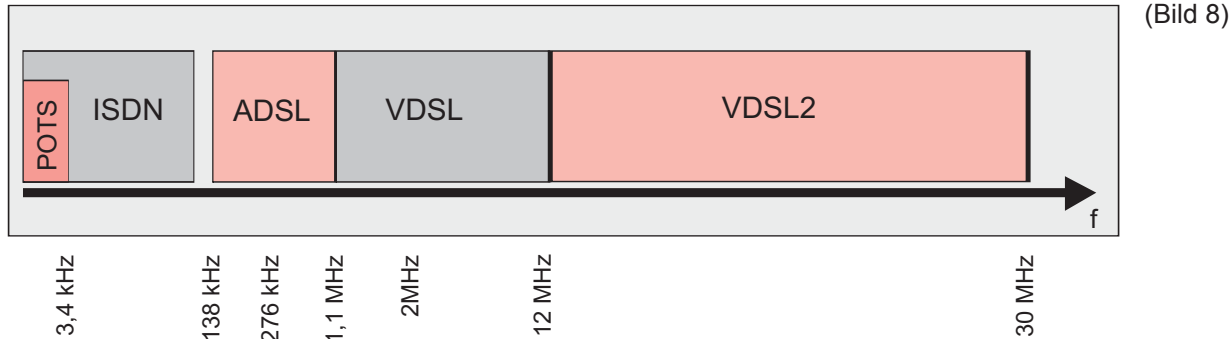 (Bild 8)
POTS
ISDN
ADSL
VDSL
VDSL2
f
3,4 kHz
138 kHz
276 kHz
1,1 MHz
2MHz
12 MHz
30 MHz